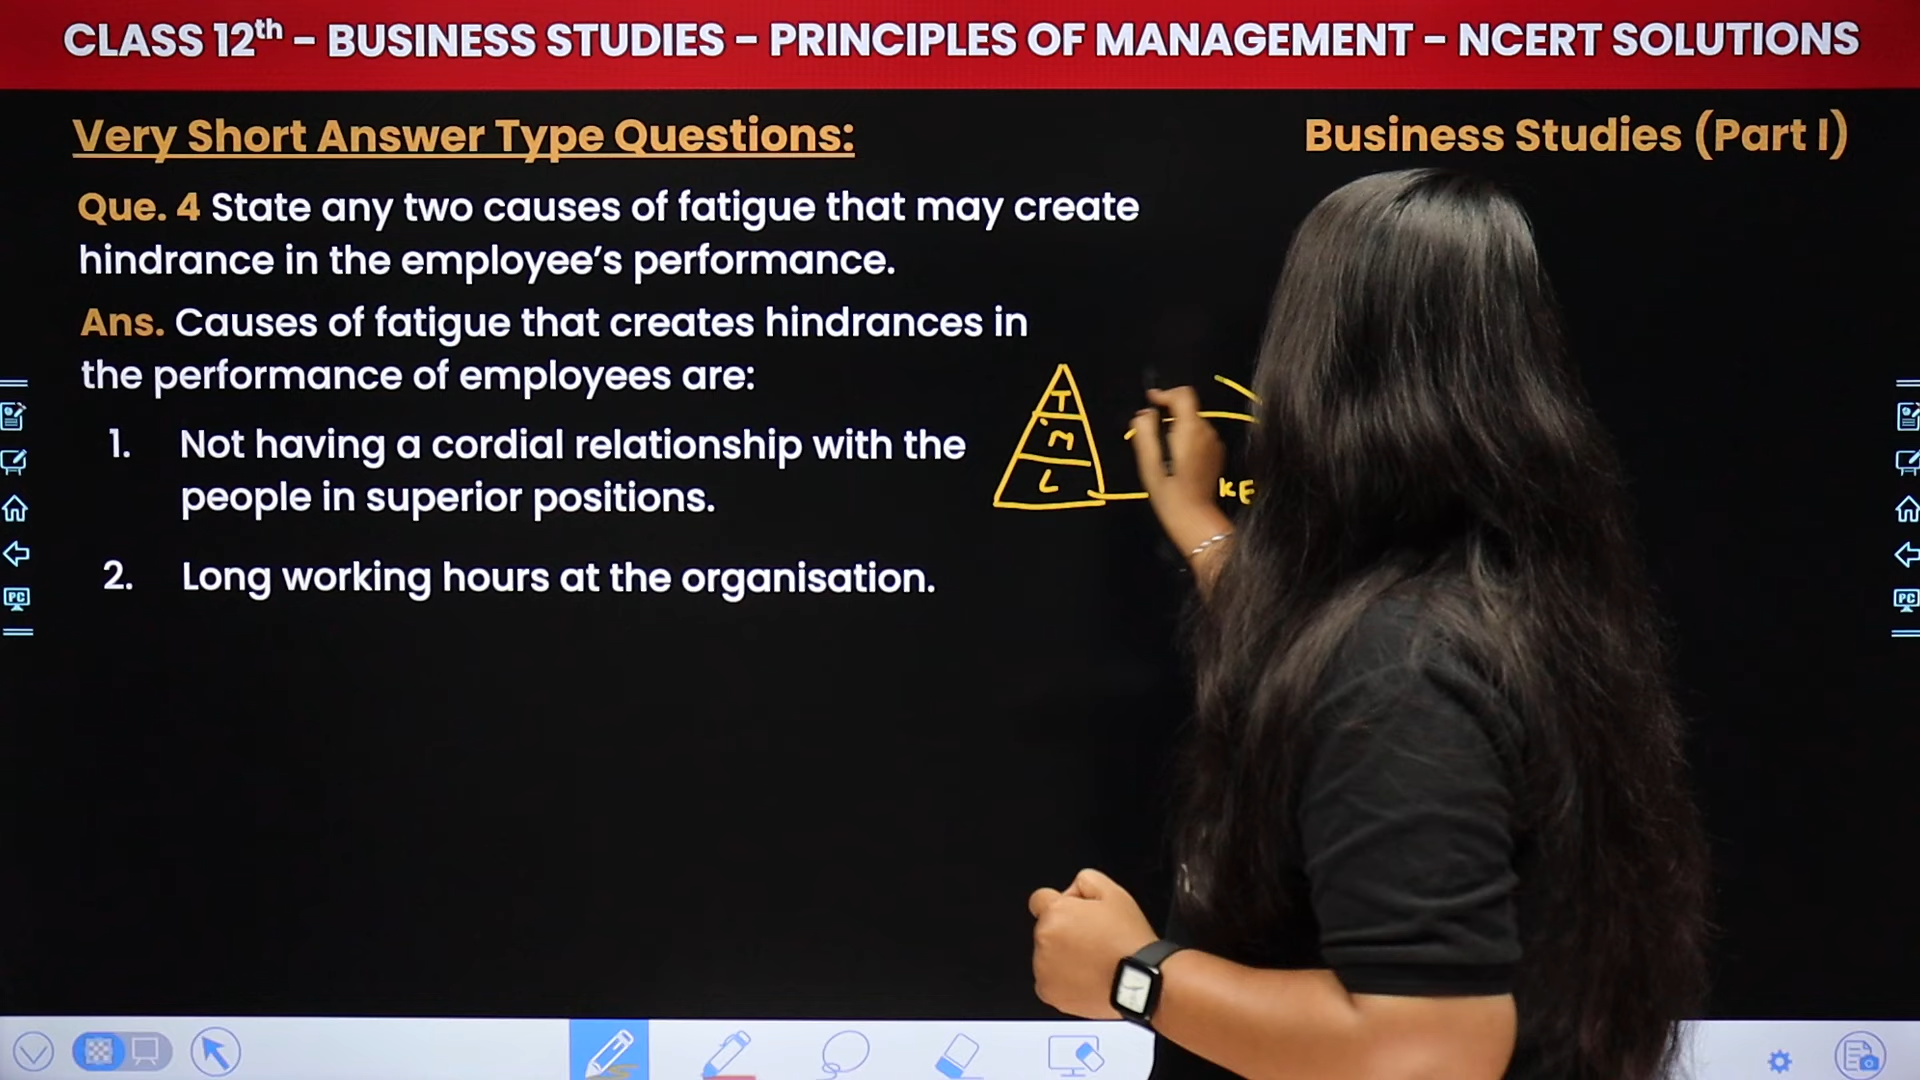 CLASS 12th – BUSINESS STUDIES – PRINCIPLES OF MANAGEMENT – NCERT SOLUTIONS
Very Short Answer Type Questions:
Business Studies (Part I)
Que. 4 State any two causes of fatigue that may create
hindrance in the employee’s performance.
Ans. Causes of fatigue that creates hindrances in
the performance of employees are:
1. Not having a cordial relationship with the
people in superior positions.
2. Long working hours at the organisation.
T
M
L
KE
PC
PC